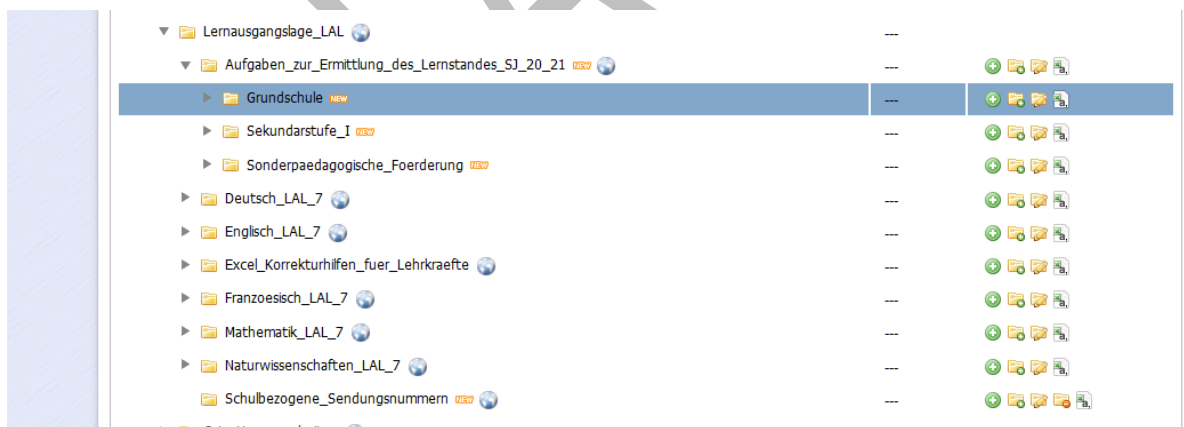 Lernausgangslage_LAL ---
Aufgaben_zur_Ermittlung_des_Lernstandes_SJ_20_21 NEW ---
Grundschule NEW ---
Sekundarstufe_I NEW ---
Sonderpaedagogische_Foerderung NEW ---
Deutsch_LAL_7 ---
Englisch_LAL_7 ---
Excel_Korrekturhilfen_fuer_Lehrkraefte ---
Franzoesisch_LAL_7 ---
Mathematik_LAL_7 ---
Naturwissenschaften_LAL_7 ---
Schulbezogene_Sendungsnummern NEW ---